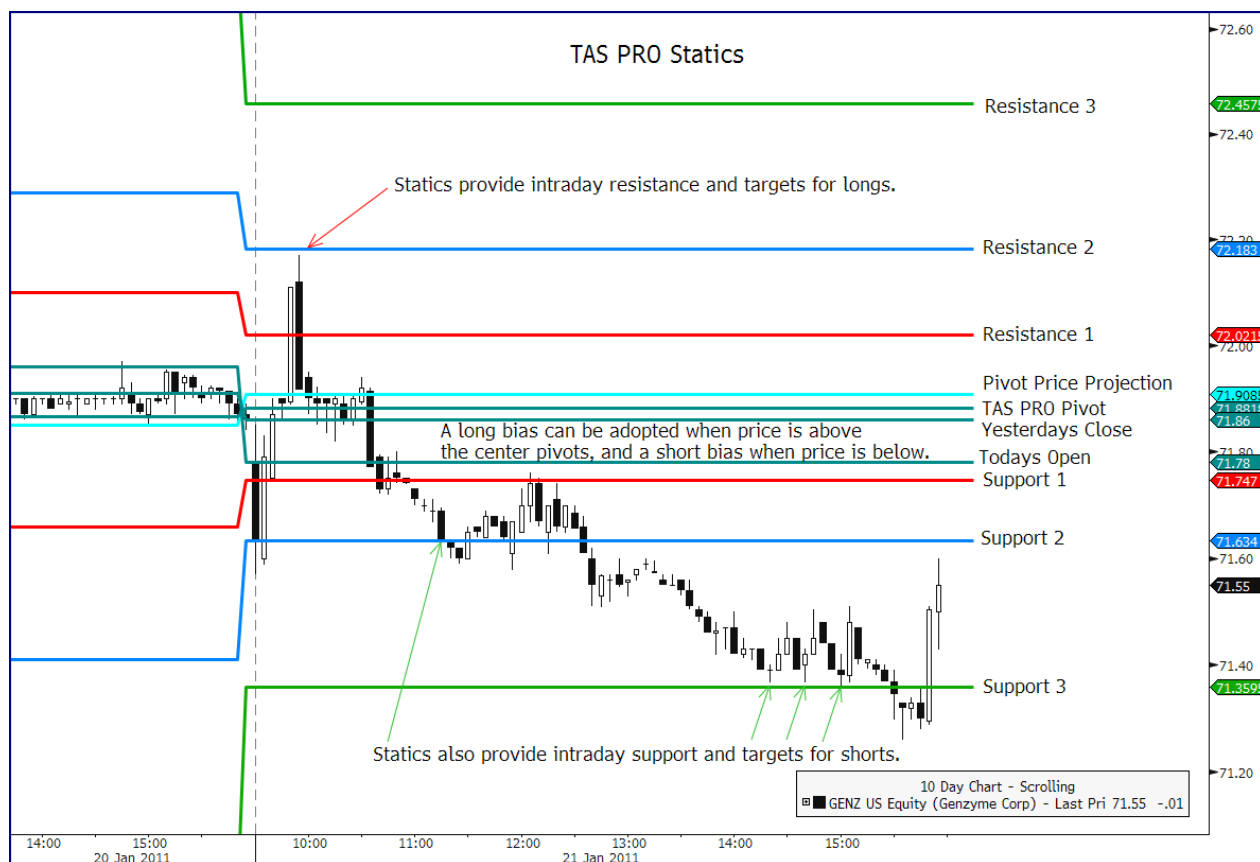 TAS PRO Statics
72.60
Resistance 3
72.4575
72.40
Statics provide intraday resistance and targets for longs.
72.20
Resistance 2
72.183
Resistance 1
72.0215
72.00
Pivot Price Projection
71.9085
TAS PRO Pivot
71.8815
Yesterdays Close
71.86
A long bias can be adopted when price is above
the center pivots, and a short bias when price is below.
71.80
Todays Open
71.78
Support 1
71.747
Support 2
71.634
71.60
71.55
71.40
Support 3
71.3595
Statics also provide intraday support and targets for shorts.
71.20
10 Day Chart - Scrolling
GENZ US Equity (Genzyme Corp) - Last Pri 71.55 -.01
14:00 15:00 10:00 11:00 12:00 13:00 14:00 15:00
20 Jan 2011 21 Jan 2011